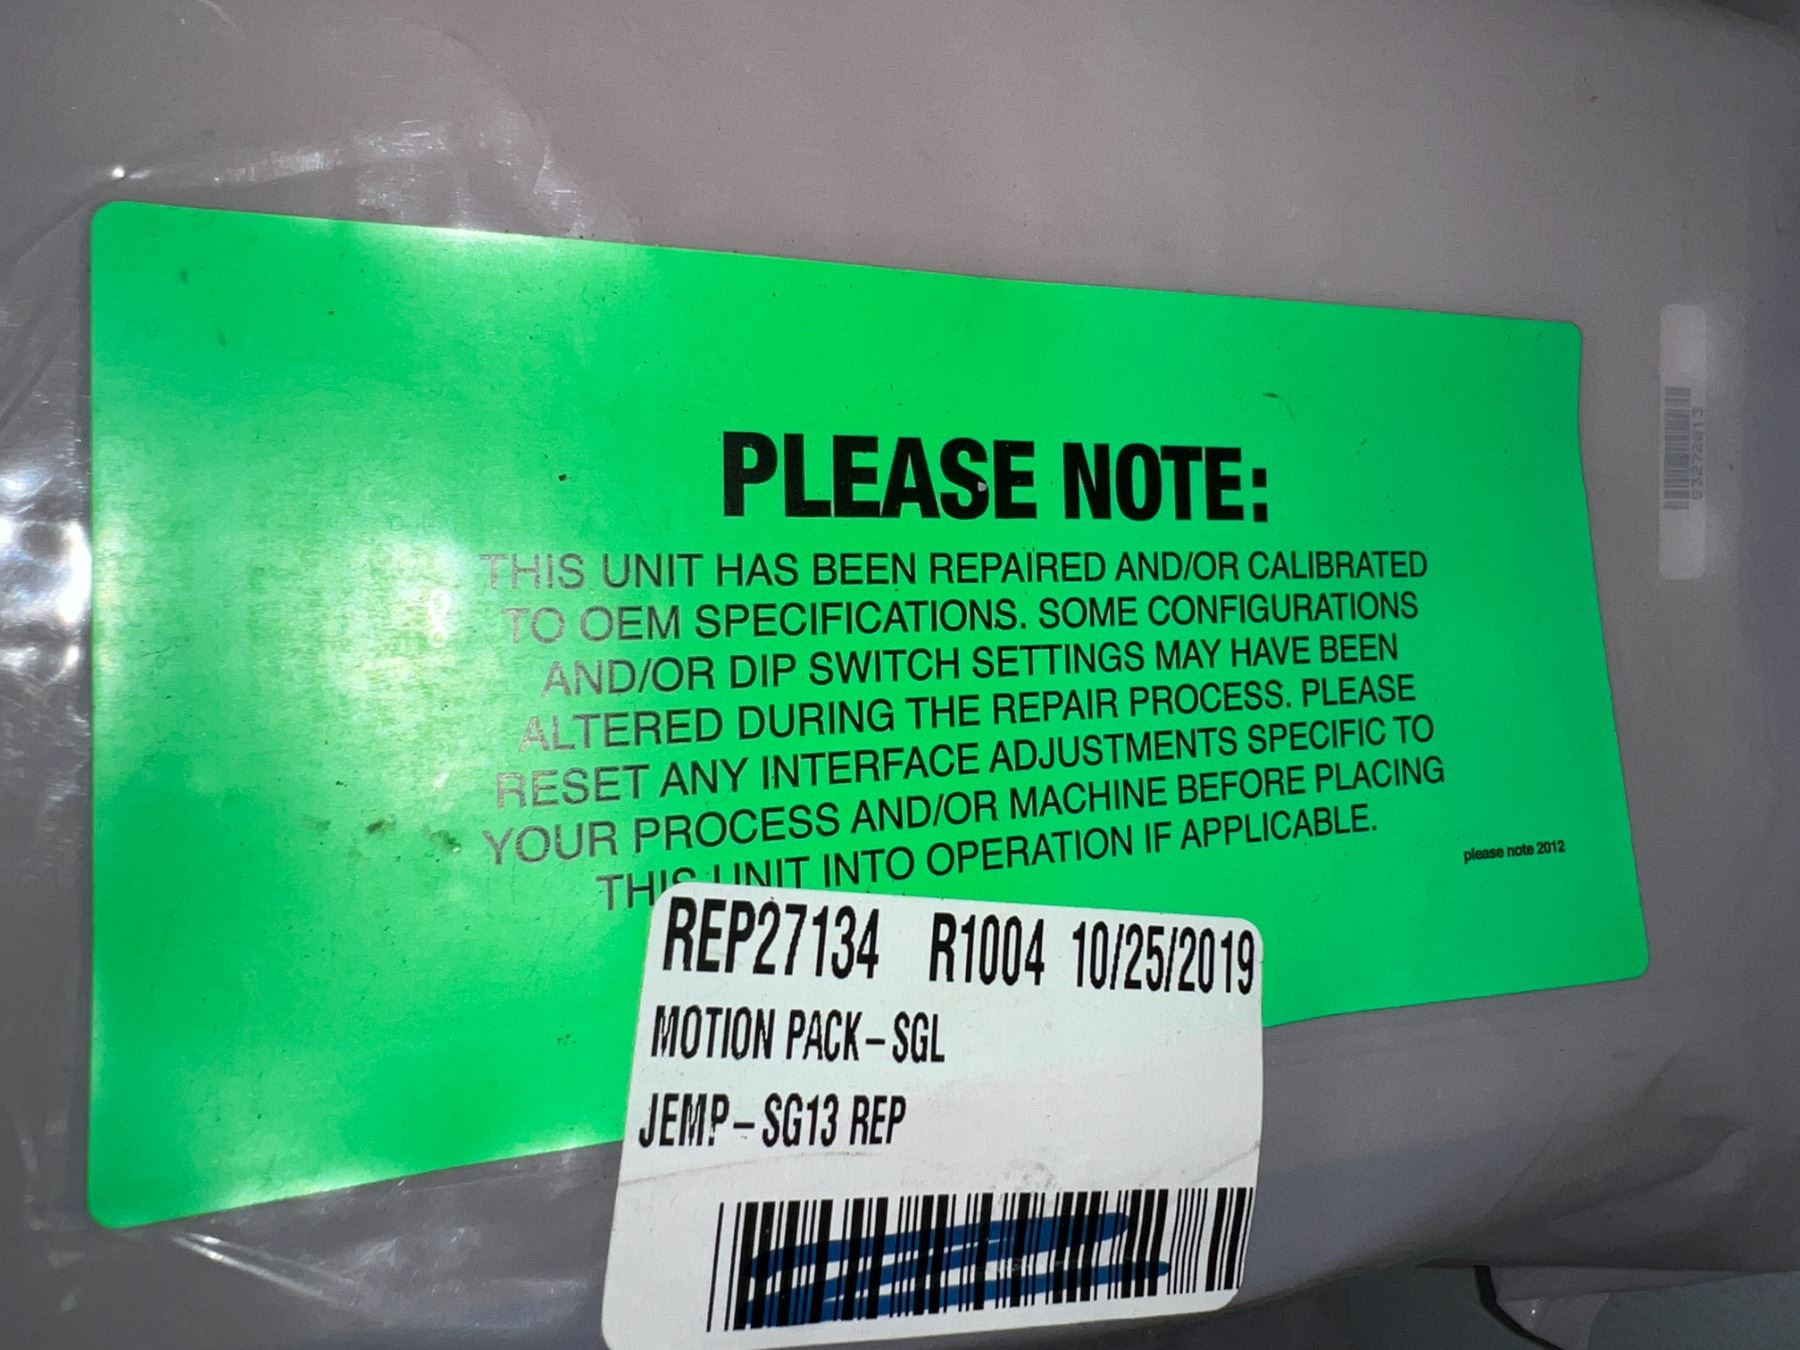 PLEASE NOTE:
THIS UNIT HAS BEEN REPAIRED AND/OR CALIBRATED
TO OEM SPECIFICATIONS. SOME CONFIGURATIONS
AND/OR DIP SWITCH SETTINGS MAY HAVE BEEN
ALTERED DURING THE REPAIR PROCESS. PLEASE
RESET ANY INTERFACE ADJUSTMENTS SPECIFIC TO
YOUR PROCESS AND/OR MACHINE BEFORE PLACING
THIS UNIT INTO OPERATION IF APPLICABLE.
please note 2012
REP27134 R1004 10/25/2019
MOTION PACK-SGL
JEMP-SG13 REP